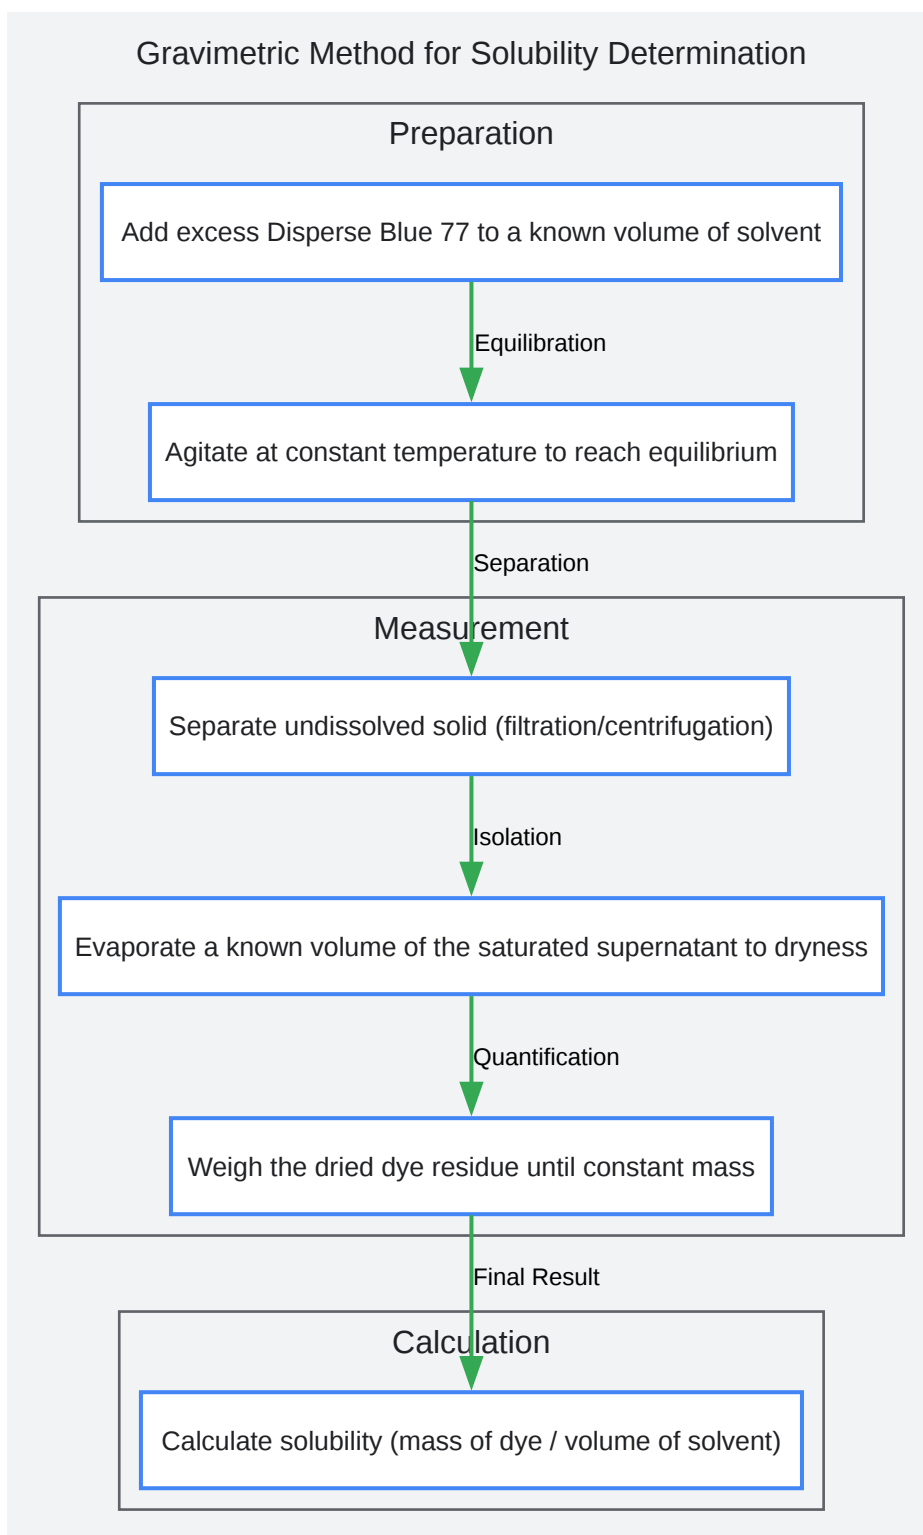 Gravimetric Method for Solubility Determination
Preparation
Add excess Disperse Blue 77 to a known volume of solvent
Equilibration
Agitate at constant temperature to reach equilibrium
Separation
Measurement
Separate undissolved solid (filtration/centrifugation)
Isolation
Evaporate a known volume of the saturated supernatant to dryness
Quantification
Weigh the dried dye residue until constant mass
Final Result
Calculation
Calculate solubility (mass of dye / volume of solvent)